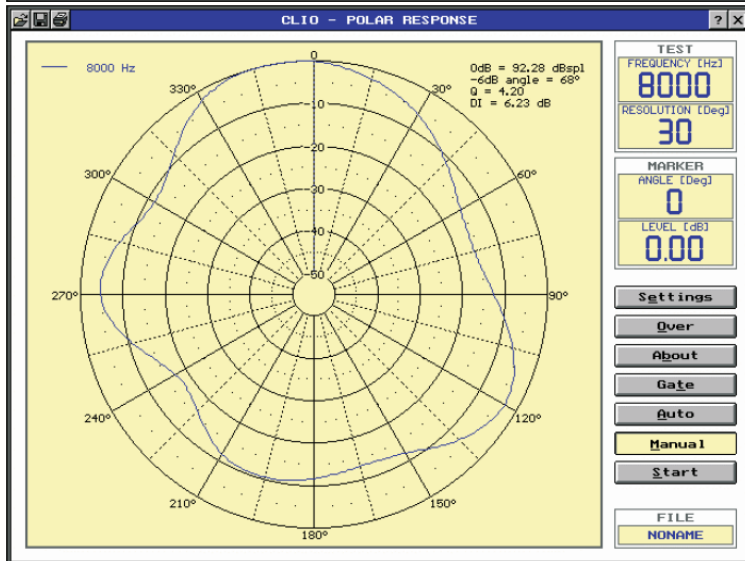 CLIO - POLAR RESPONSE
? X
8000 Hz
0dB = 92.28 dBspl
-6dB angle = 68°
Q = 4.20
DI = 6.23 dB
0
30°
60°
90°
120°
150°
180°
210°
240°
270°
300°
330°
-10
-20
-30
-40
-50
TEST
FREQUENCY [Hz]
8000
RESOLUTION [Deg]
30
MARKER
ANGLE [Deg]
0
LEVEL [dB]
0.00
Settings
Over
About
Gate
Auto
Manual
Start
FILE
NONAME